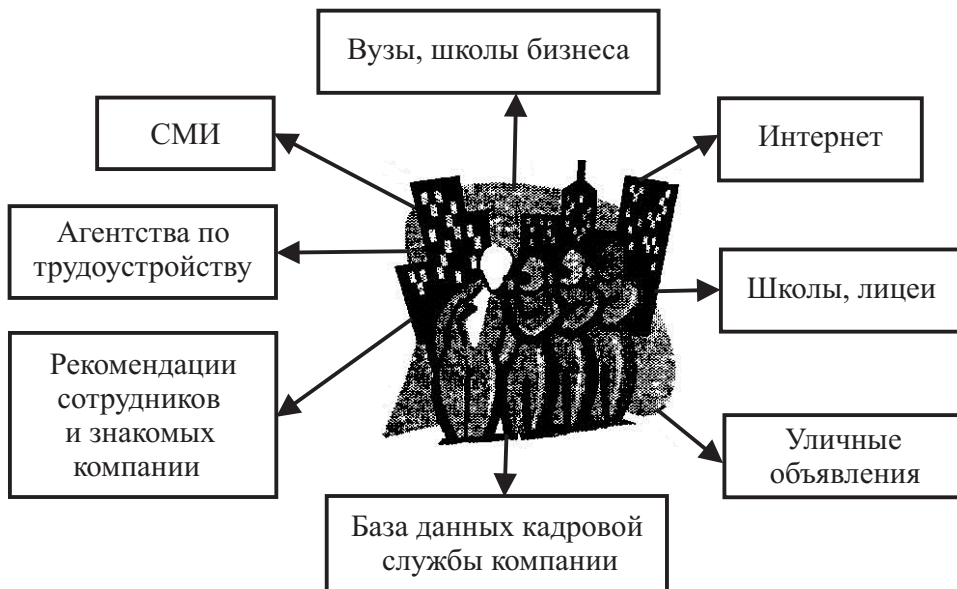 Вузы, школы бизнеса
СМИ
Интернет
Агентства по
трудоустройству
Школы, лицеи
Рекомендации
сотрудников
и знакомых
компании
Уличные
объявления
База данных кадровой
службы компании